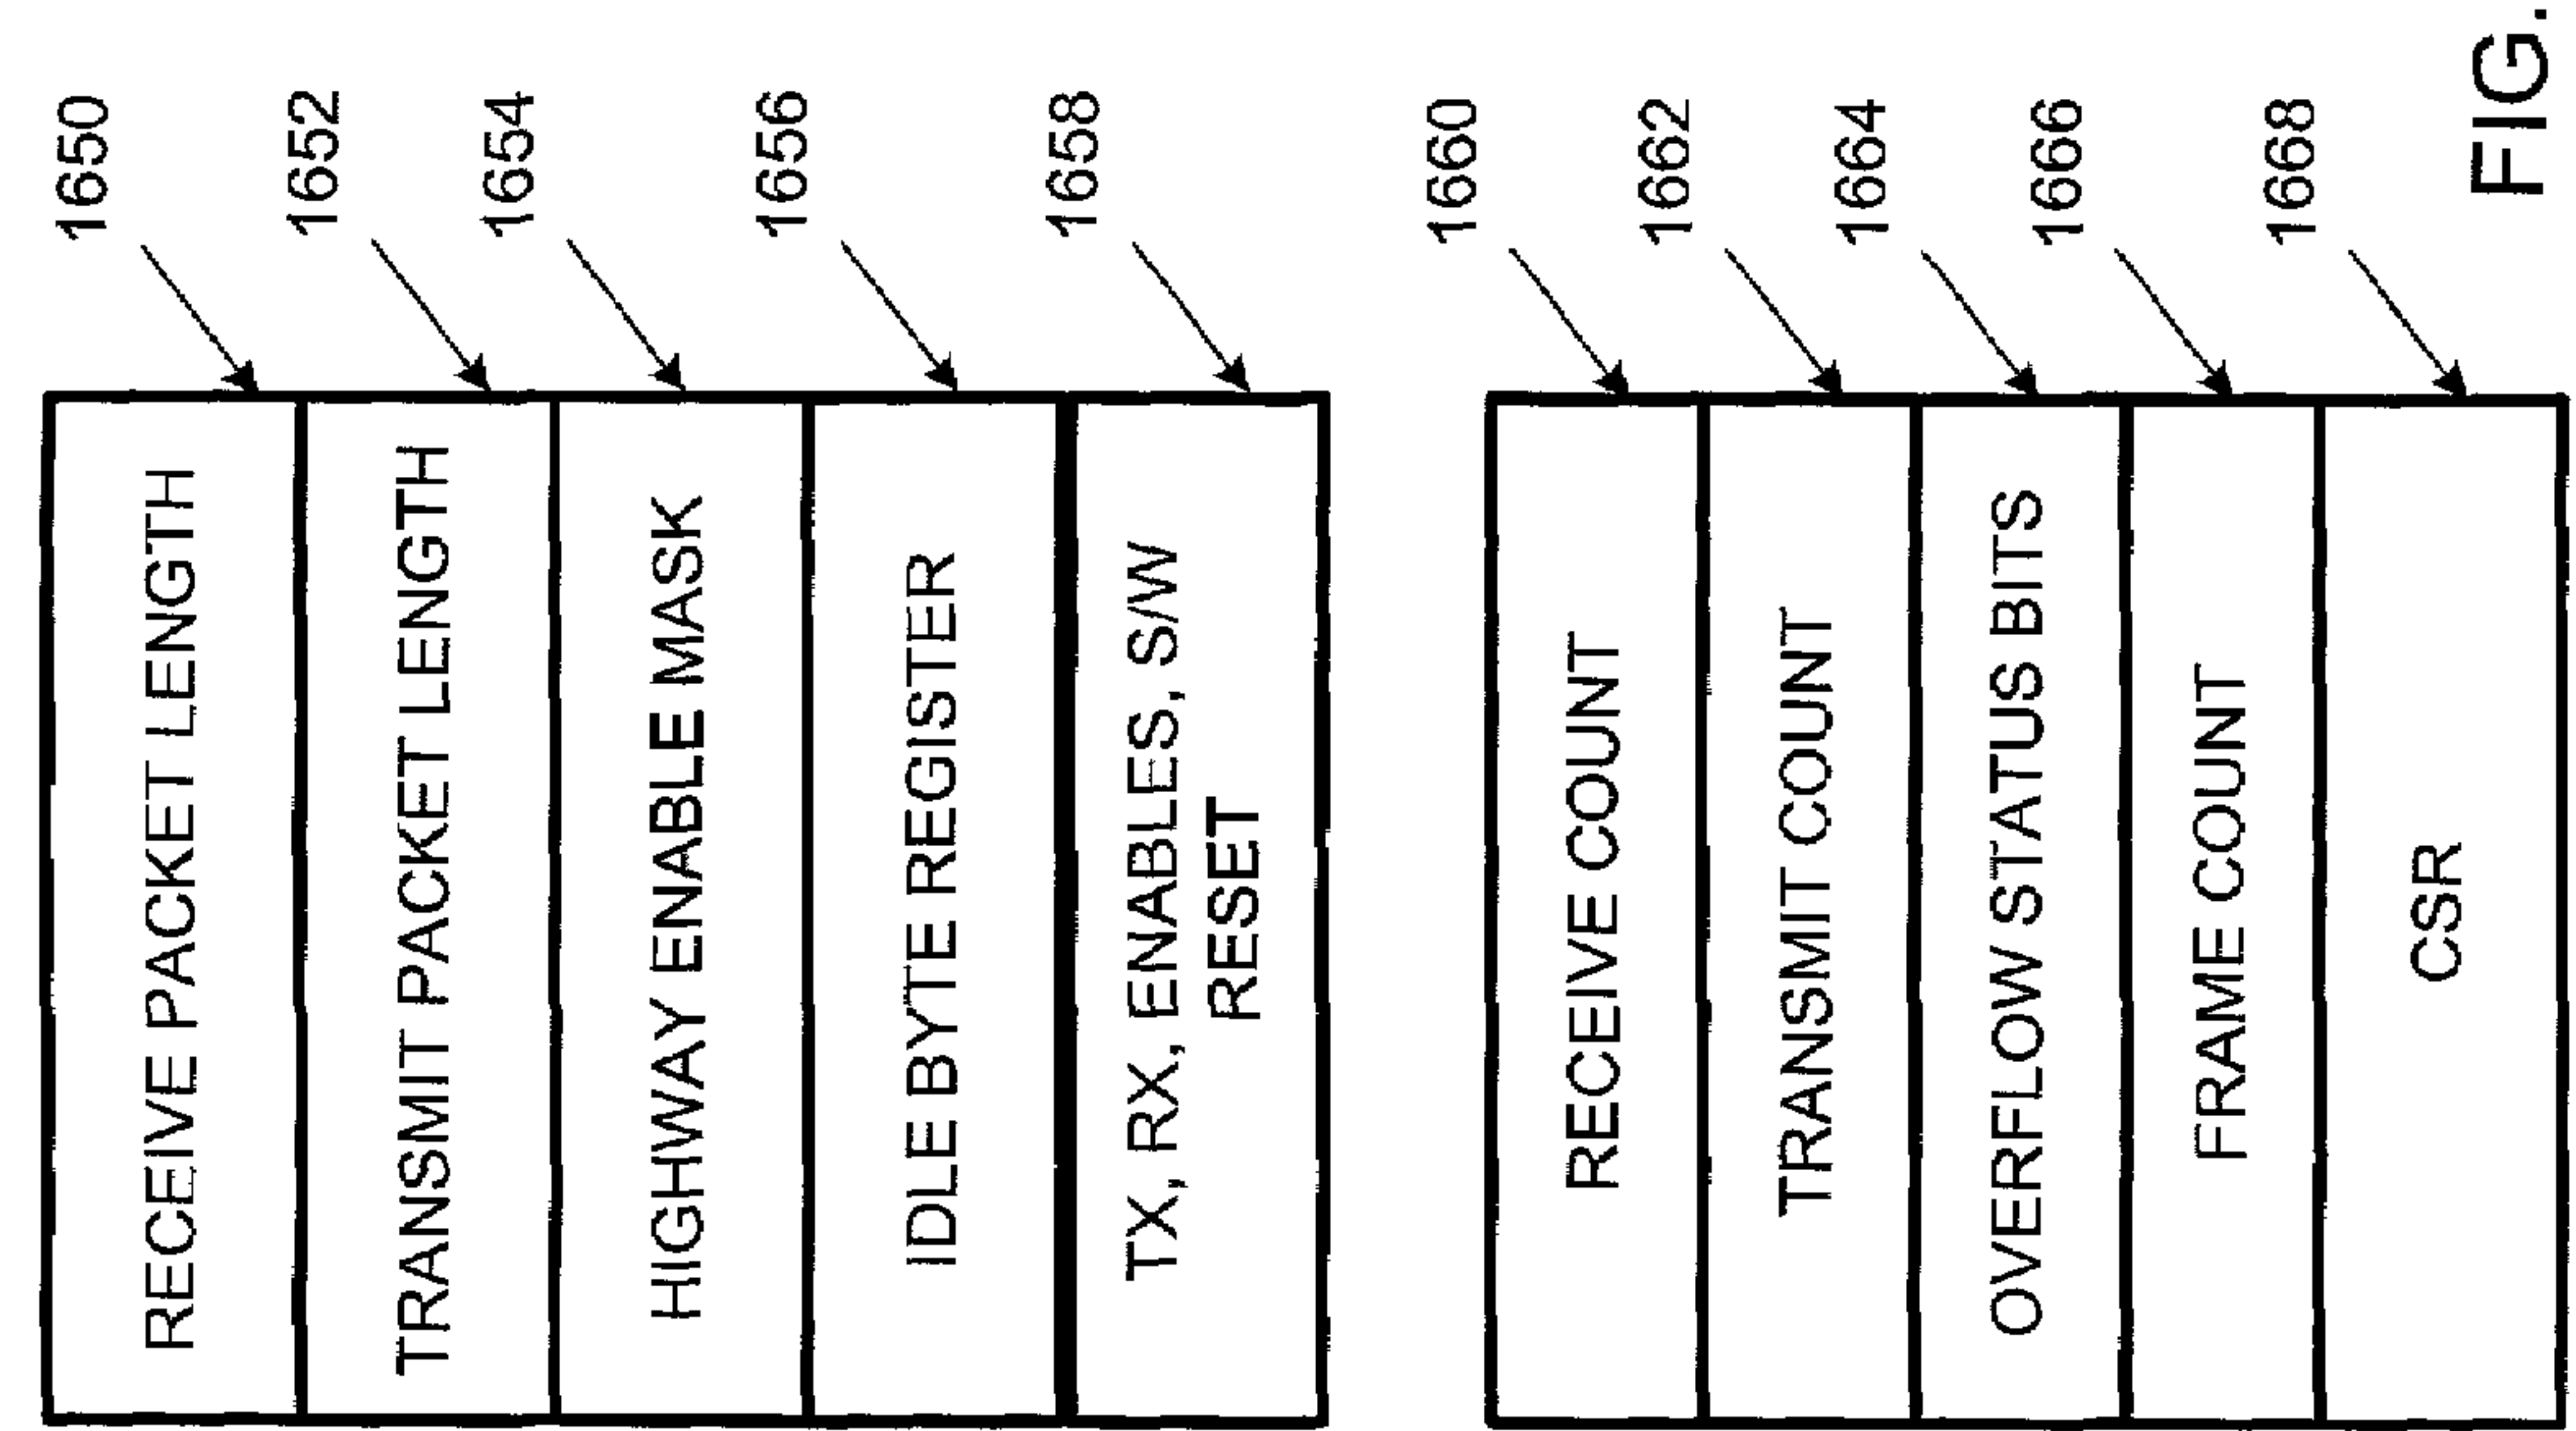 RECEIVE PACKET LENGTH
1650
TRANSMIT PACKET LENGTH
1652
HIGHWAY ENABLE MASK
1654
IDLE BYTE REGISTER
1656
TX, RX, ENABLES, S/W
RESET
1658
RECEIVE COUNT
1660
TRANSMIT COUNT
1662
OVERFLOW STATUS BITS
1664
FRAME COUNT
1666
CSR
1668
FIG.